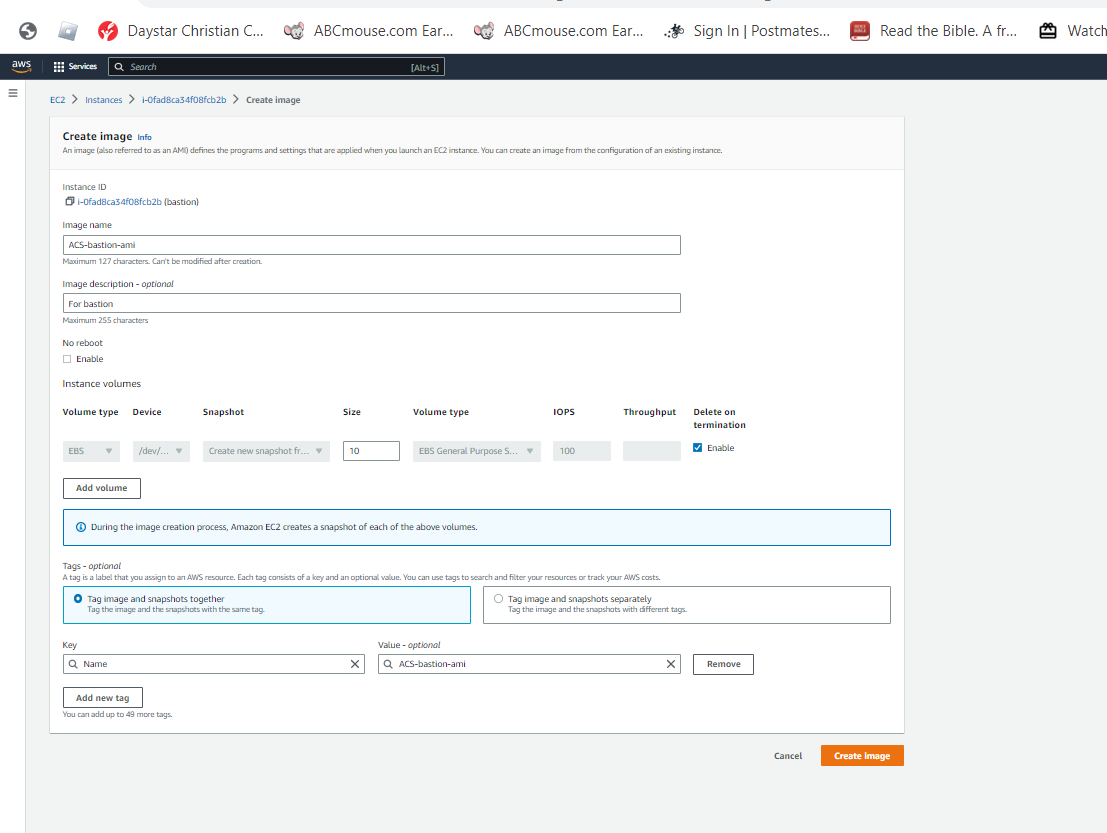 Daystar Christian C... ABCmouse.com Ear... ABCmouse.com Ear... Sign In | Postmates... Read the Bible. A fr... Watch
aws Services Search [Alt+S]
EC2 > Instances > i-0fad8ca34f08fcb2b > Create image
Create image Info
An image (also referred to as an AMI) defines the programs and settings that are applied when you launch an EC2 instance. You can create an image from the configuration of an existing instance.
Instance ID
i-0fad8ca34f08fcb2b (bastion)
Image name
ACS-bastion-ami
Maximum 127 characters. Can't be modified after creation.
Image description - optional
For bastion
Maximum 255 characters
No reboot
Enable
Instance volumes
Volume type Device Snapshot Size Volume type IOPS Throughput Delete on
termination
EBS /dev/... Create new snapshot fr... 10 EBS General Purpose S... 100 Enable
Add volume
During the image creation process, Amazon EC2 creates a snapshot of each of the above volumes.
Tags - optional
A tag is a label that you assign to an AWS resource. Each tag consists of a key and an optional value. You can use tags to search and filter your resources or track your AWS costs.
Tag image and snapshots together Tag image and snapshots separately
Tag the image and the snapshots with the same tag. Tag the image and the snapshots with different tags.
Key Value - optional
Name ACS-bastion-ami Remove
Add new tag
You can add up to 49 more tags.
Cancel Create image